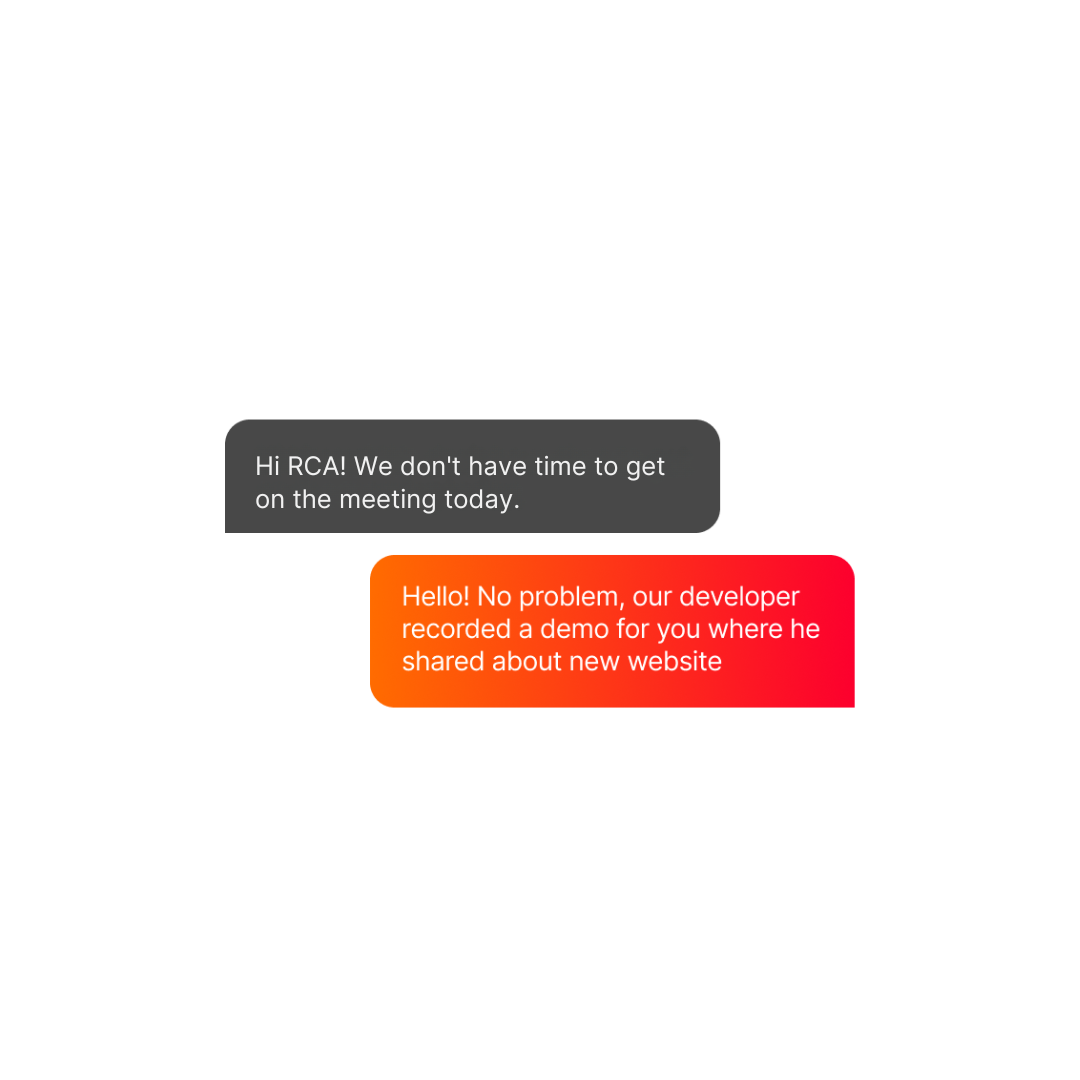 Hi RCA! We don't have time to get
on the meeting today.
Hello! No problem, our developer
recorded a demo for you where he
shared about new website